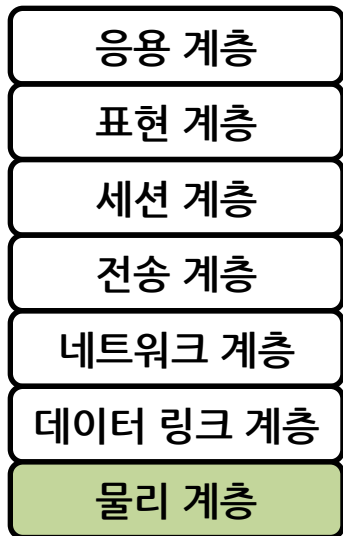 응용 계층
표현 계층
세션 계층
전송 계층
네트워크 계층
데이터 링크 계층
물리 계층